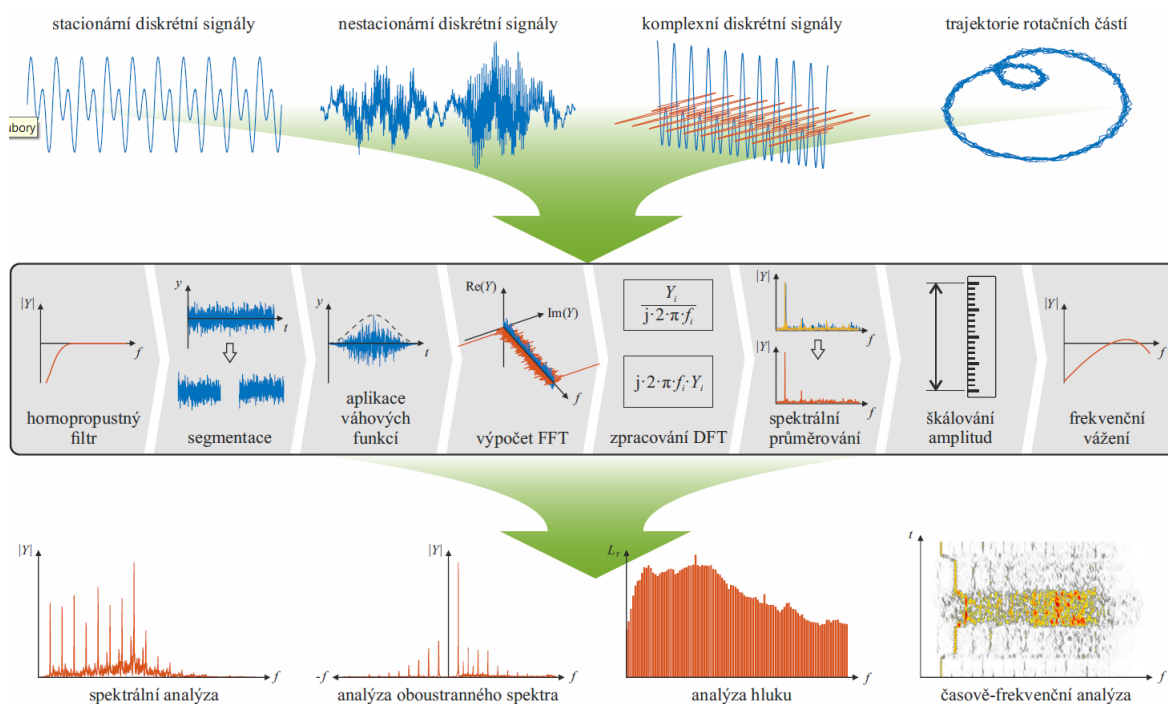 stacionární diskrétní signály
nestacionární diskrétní signály
komplexní diskrétní signály
trajektorie rotačních částí
ubory
|Y|
f
hornopropustný
filtr
y
t
segmentace
y
t
aplikace
váhových
funkcí
Re(Y)
Im(Y)
f
výpočet FFT
Y_i
j·2·π·f_i
j·2·π·f_i·Y_i
zpracování DFT
|Y|
f
|Y|
f
spektrální
průměrování
škálování
amplitud
|Y|
f
frekvenční
vážení
|Y|
f
spektrální analýza
|Y|
-f
f
analýza oboustranného spektra
L_Y
f
analýza hluku
t
f
časově-frekvenční analýza